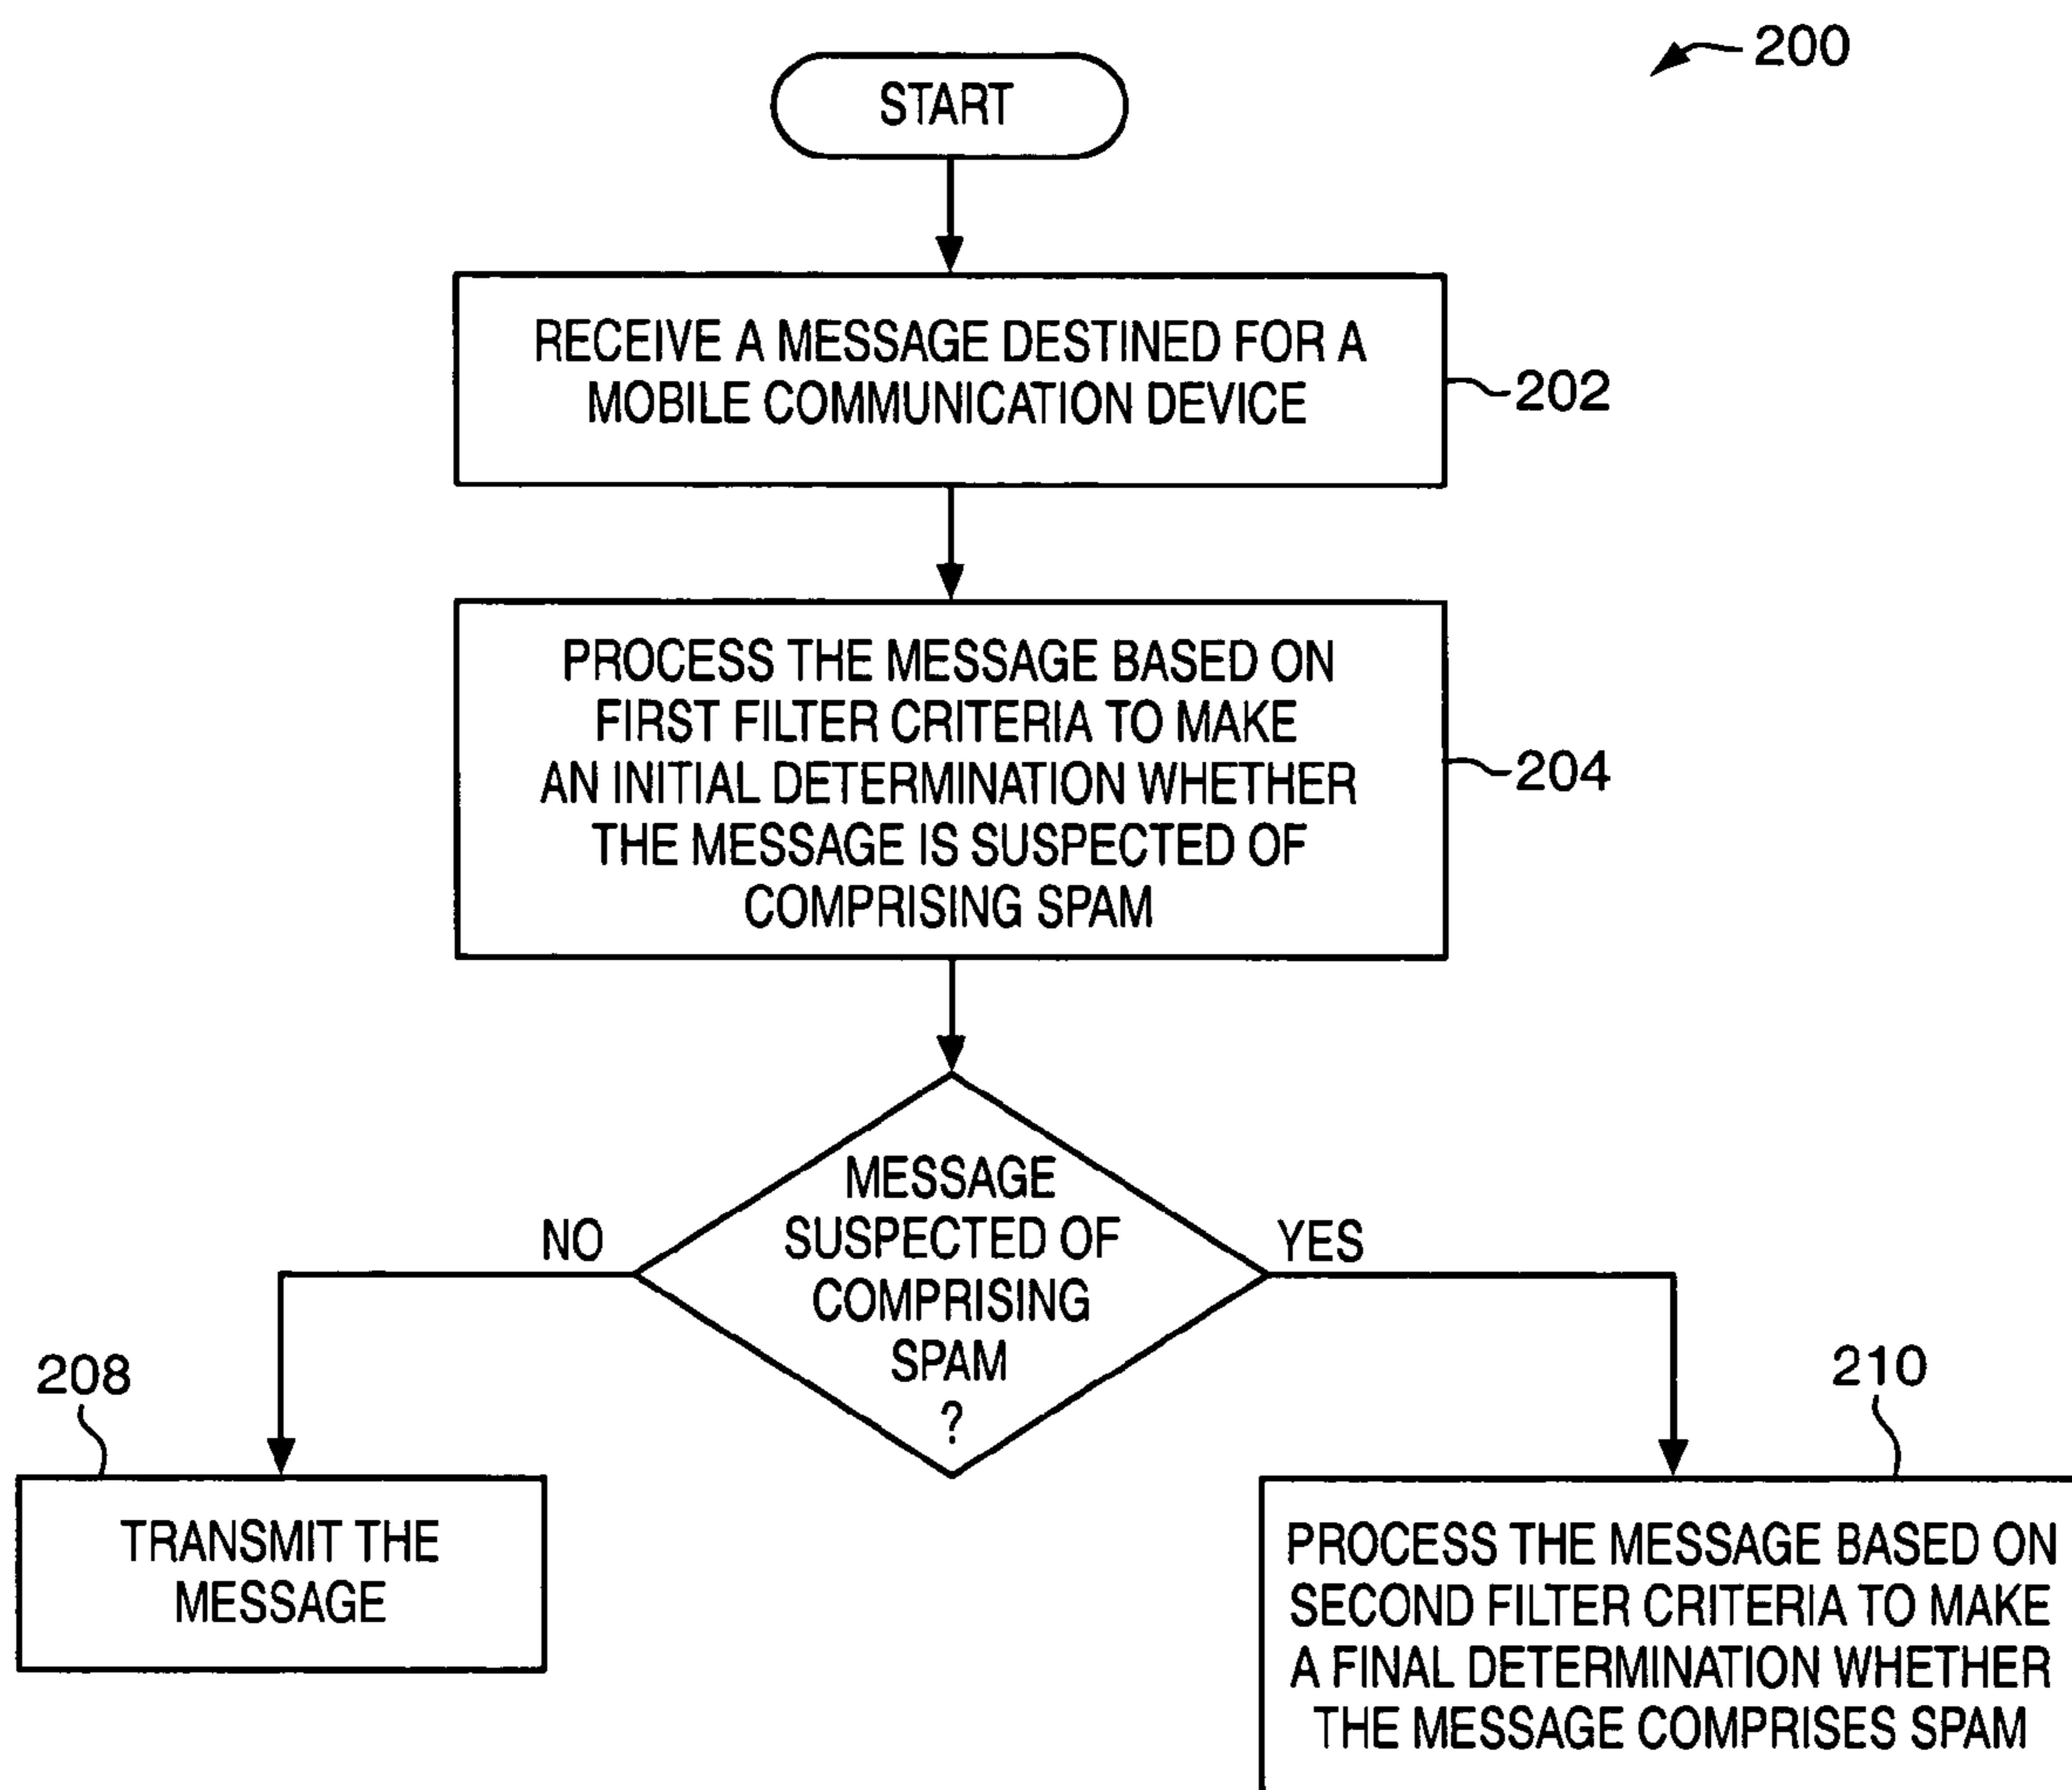 200
START
RECEIVE A MESSAGE DESTINED FOR A
MOBILE COMMUNICATION DEVICE
202
PROCESS THE MESSAGE BASED ON
FIRST FILTER CRITERIA TO MAKE
AN INITIAL DETERMINATION WHETHER
THE MESSAGE IS SUSPECTED OF
COMPRISING SPAM
204
MESSAGE
SUSPECTED OF
COMPRISING
SPAM
?
NO
YES
208
TRANSMIT THE
MESSAGE
210
PROCESS THE MESSAGE BASED ON
SECOND FILTER CRITERIA TO MAKE
A FINAL DETERMINATION WHETHER
THE MESSAGE COMPRISES SPAM